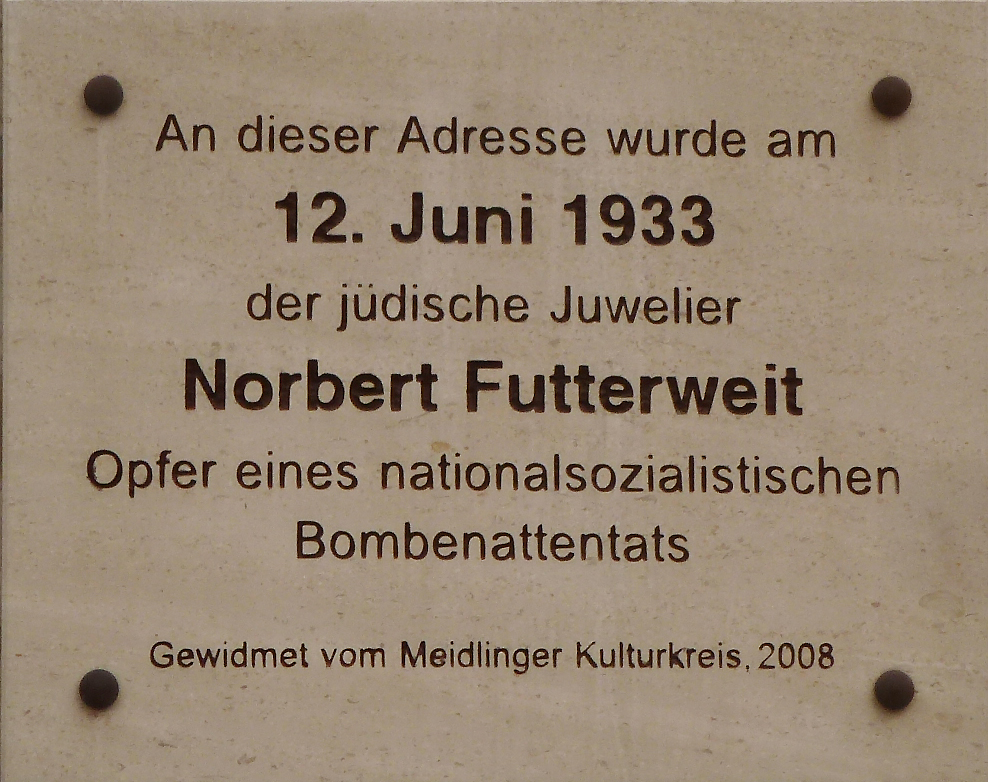 An dieser Adresse wurde am
12. Juni 1933
der jüdische Juwelier
Norbert Futterweit
Opfer eines nationalsozialistischen
Bombenattentats
Gewidmet vom Meidlinger Kulturkreis, 2008